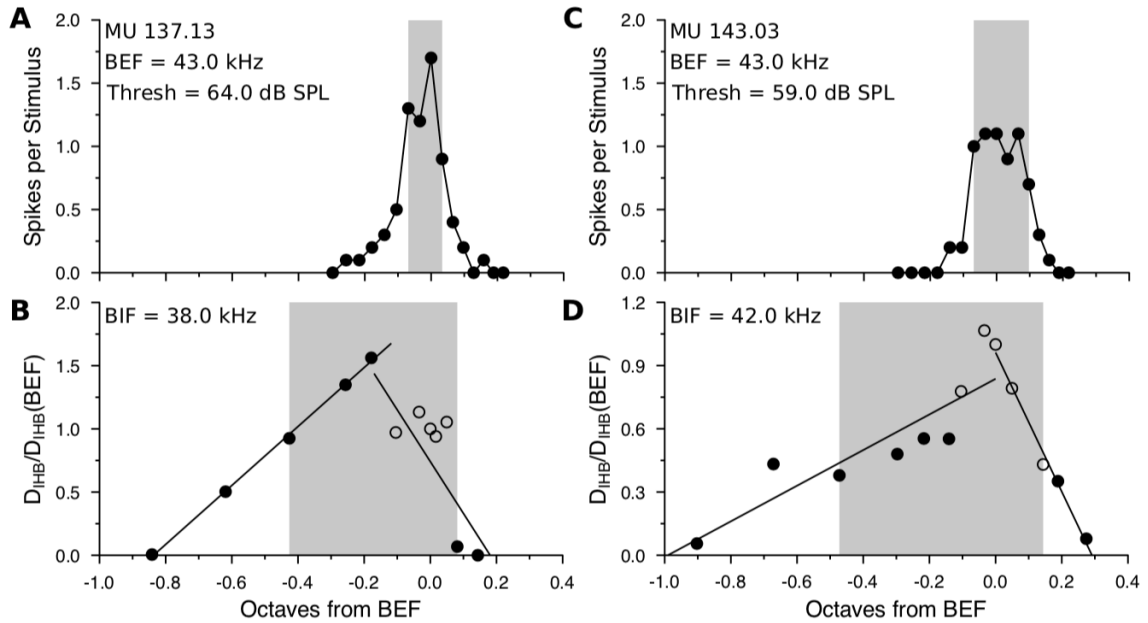 A
MU 137.13
BEF = 43.0 kHz
Thresh = 64.0 dB SPL
Spikes per Stimulus
2.0
1.5
1.0
0.5
0.0
C
MU 143.03
BEF = 43.0 kHz
Thresh = 59.0 dB SPL
Spikes per Stimulus
2.0
1.5
1.0
0.5
0.0
B
BIF = 38.0 kHz
D_IHB/D_IHB(BEF)
2.0
1.5
1.0
0.5
0.0
-1.0 -0.8 -0.6 -0.4 -0.2 0.0 0.2 0.4
Octaves from BEF
D
BIF = 42.0 kHz
D_IHB/D_IHB(BEF)
1.2
0.9
0.6
0.3
0.0
-1.0 -0.8 -0.6 -0.4 -0.2 0.0 0.2 0.4
Octaves from BEF